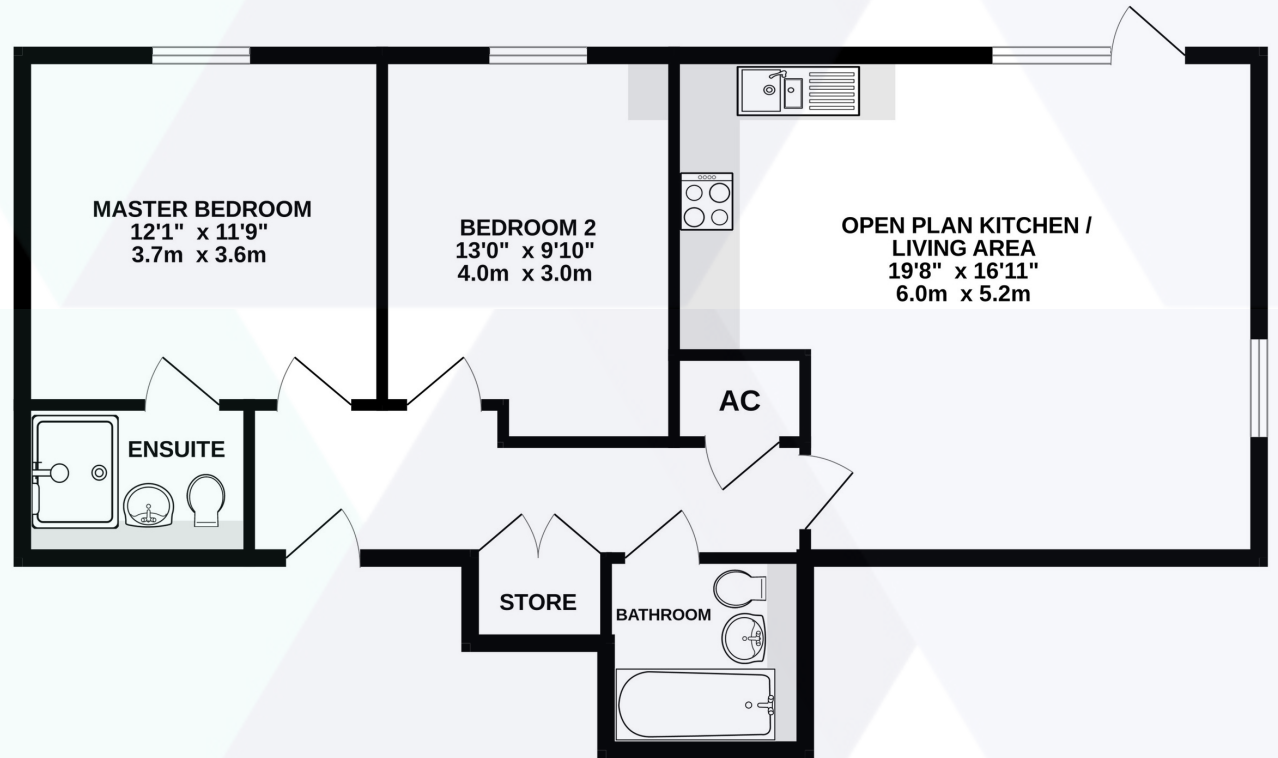 MASTER BEDROOM
12'1" x 11'9"
3.7m x 3.6m
BEDROOM 2
13'0" x 9'10"
4.0m x 3.0m
OPEN PLAN KITCHEN /
LIVING AREA
19'8" x 16'11"
6.0m x 5.2m
AC
ENSUITE
STORE
BATHROOM